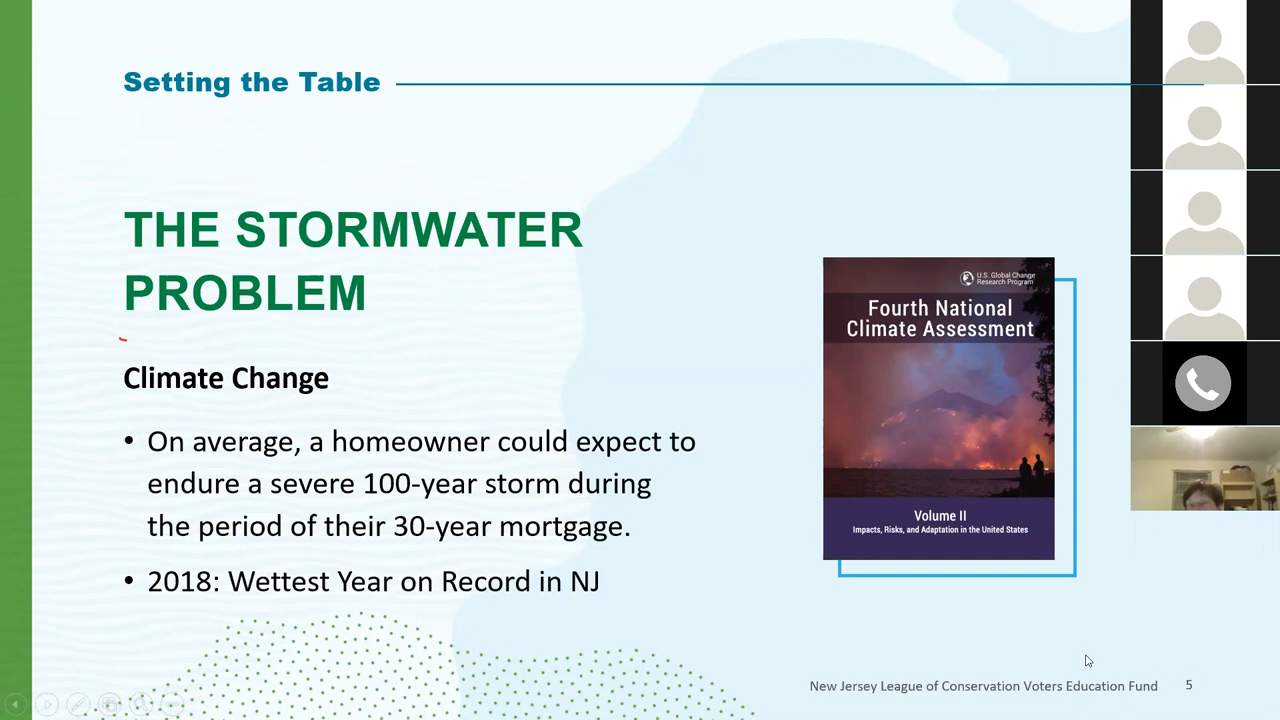 Setting the Table
THE STORMWATER
PROBLEM
Climate Change
• On average, a homeowner could expect to
endure a severe 100-year storm during
the period of their 30-year mortgage.
• 2018: Wettest Year on Record in NJ
U.S. Global Change
Research Program
Fourth National
Climate Assessment
Volume II
Impacts, Risks, and Adaptation in the United States
New Jersey League of Conservation Voters Education Fund 5